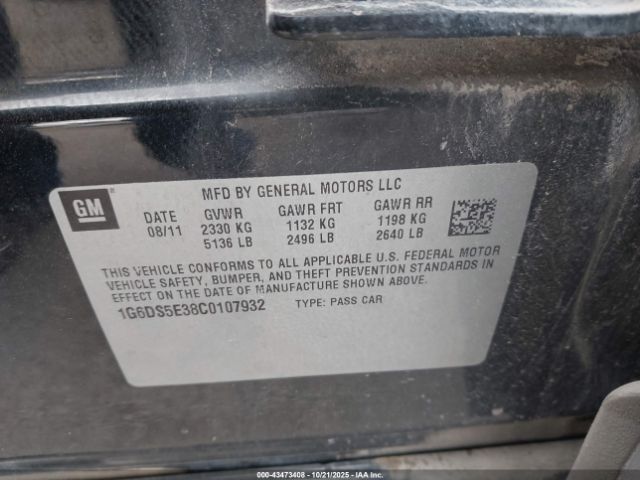 MFD BY GENERAL MOTORS LLC
GM
DATE GVWR GAWR FRT GAWR RR
08/11 2330 KG 1132 KG 1198 KG
5136 LB 2496 LB 2640 LB
THIS VEHICLE CONFORMS TO ALL APPLICABLE U.S. FEDERAL MOTOR
VEHICLE SAFETY, BUMPER, AND THEFT PREVENTION STANDARDS IN
EFFECT ON THE DATE OF MANUFACTURE SHOWN ABOVE.
1G6DS5E38C0107932 TYPE: PASS CAR
000-43473408 - 10/21/2025 - IAAI.COM